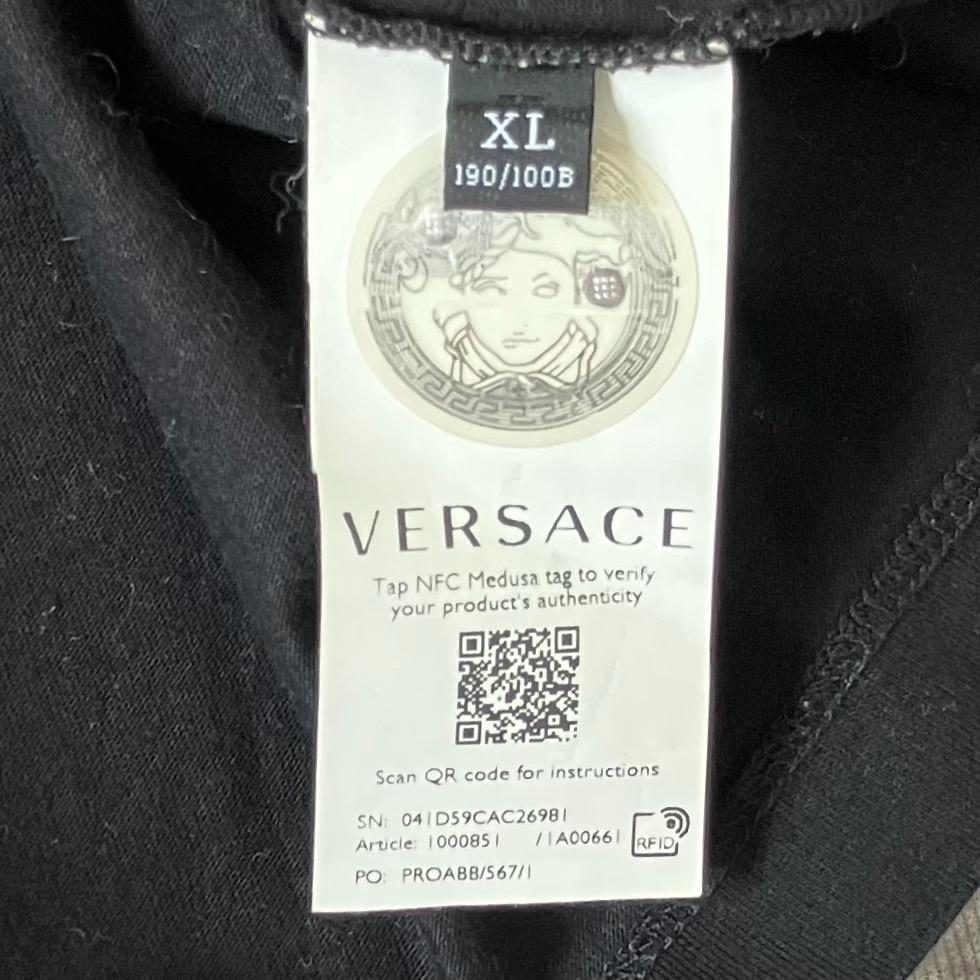 XL
190/100B
VERSACE
Tap NFC Medusa tag to verify
your product's authenticity
Scan QR code for instructions
SN: 041D59CAC26981
Article: 1000851 /1A00661
RFID
PO: PROABB/567/1